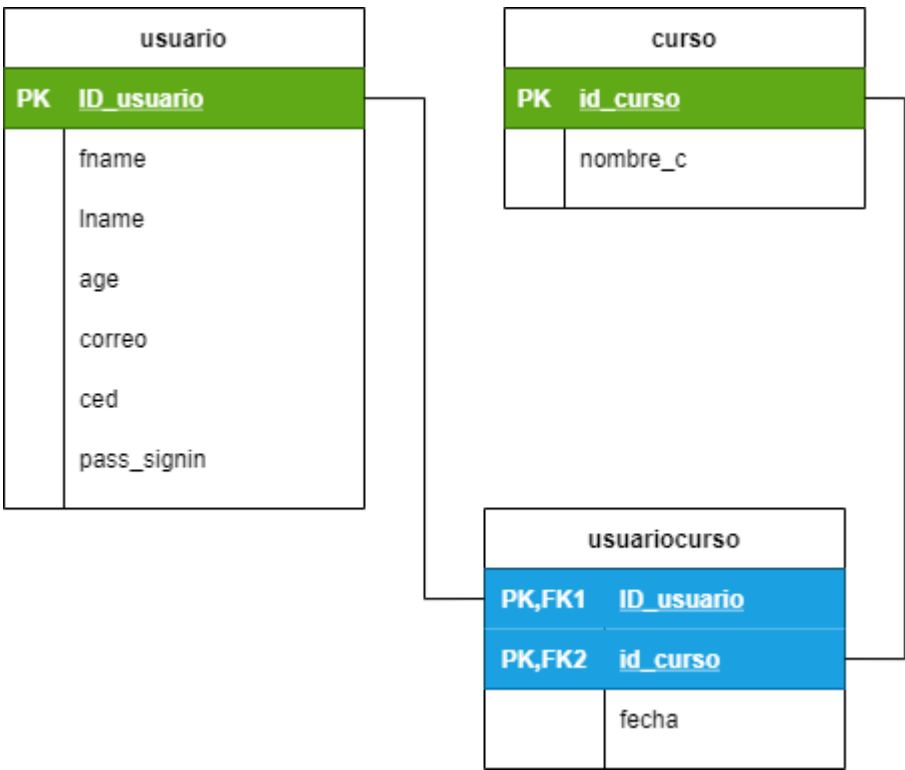 usuario
PK ID_usuario
fname
lname
age
correo
ced
pass_signin
curso
PK id_curso
nombre_c
usuariocurso
PK,FK1 ID_usuario
PK,FK2 id_curso
fecha